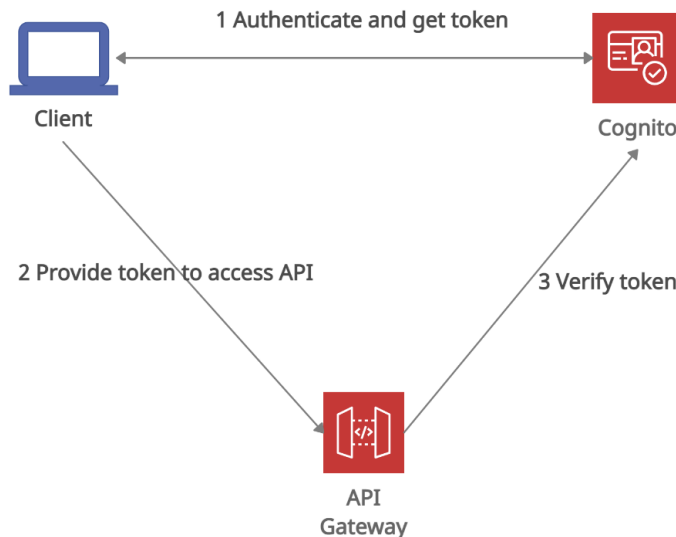 1 Authenticate and get token
Client
Cognito
2 Provide token to access API
3 Verify token
API
Gateway